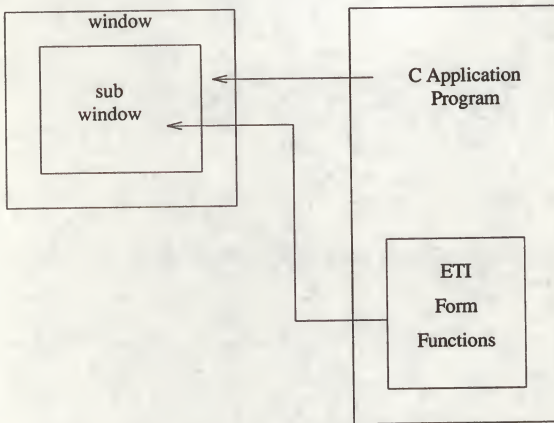 window
sub
window
C Application
Program
ETI
Form
Functions